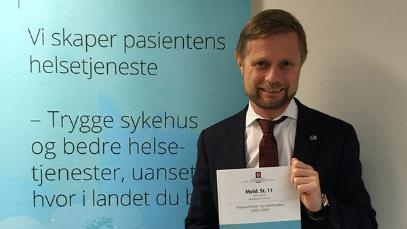 Vi skaper pasientens
helsetjeneste
– Trygge sykehus
og bedre helse-
tjenester, uanset
hvor i landet du b
Meld. St. 11